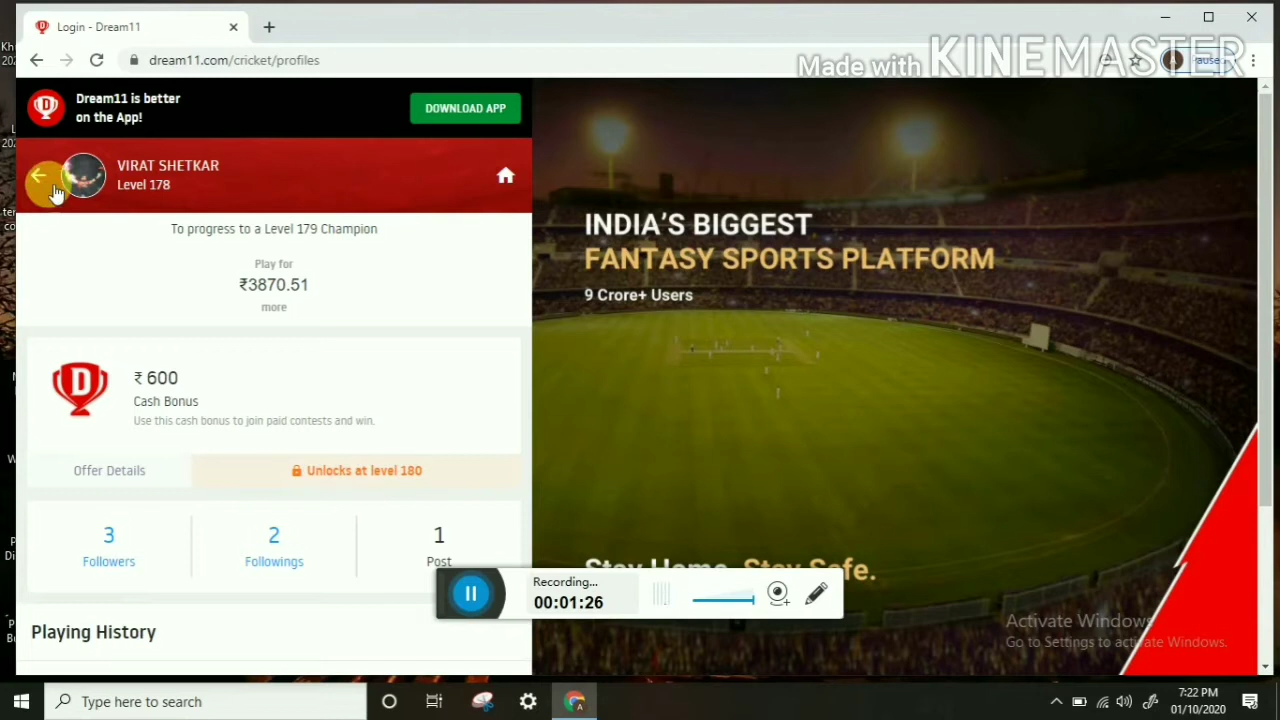 Login - Dream11
dream11.com/cricket/profiles
Made with KINEMASTER
Paused
Dream11 is better
on the App!
DOWNLOAD APP
VIRAT SHETKAR
Level 178
To progress to a Level 179 Champion
Play for
₹3870.51
more
₹ 600
Cash Bonus
Use this cash bonus to join paid contests and win.
Offer Details
Unlocks at level 180
3
Followers
2
Followings
1
Post
Playing History
INDIA'S BIGGEST
FANTASY SPORTS PLATFORM
9 Crore+ Users
Stay Home. Stay Safe.
Recording...
00:01:26
Activate Windows
Go to Settings to activate Windows.
Type here to search
7:22 PM
01/10/2020